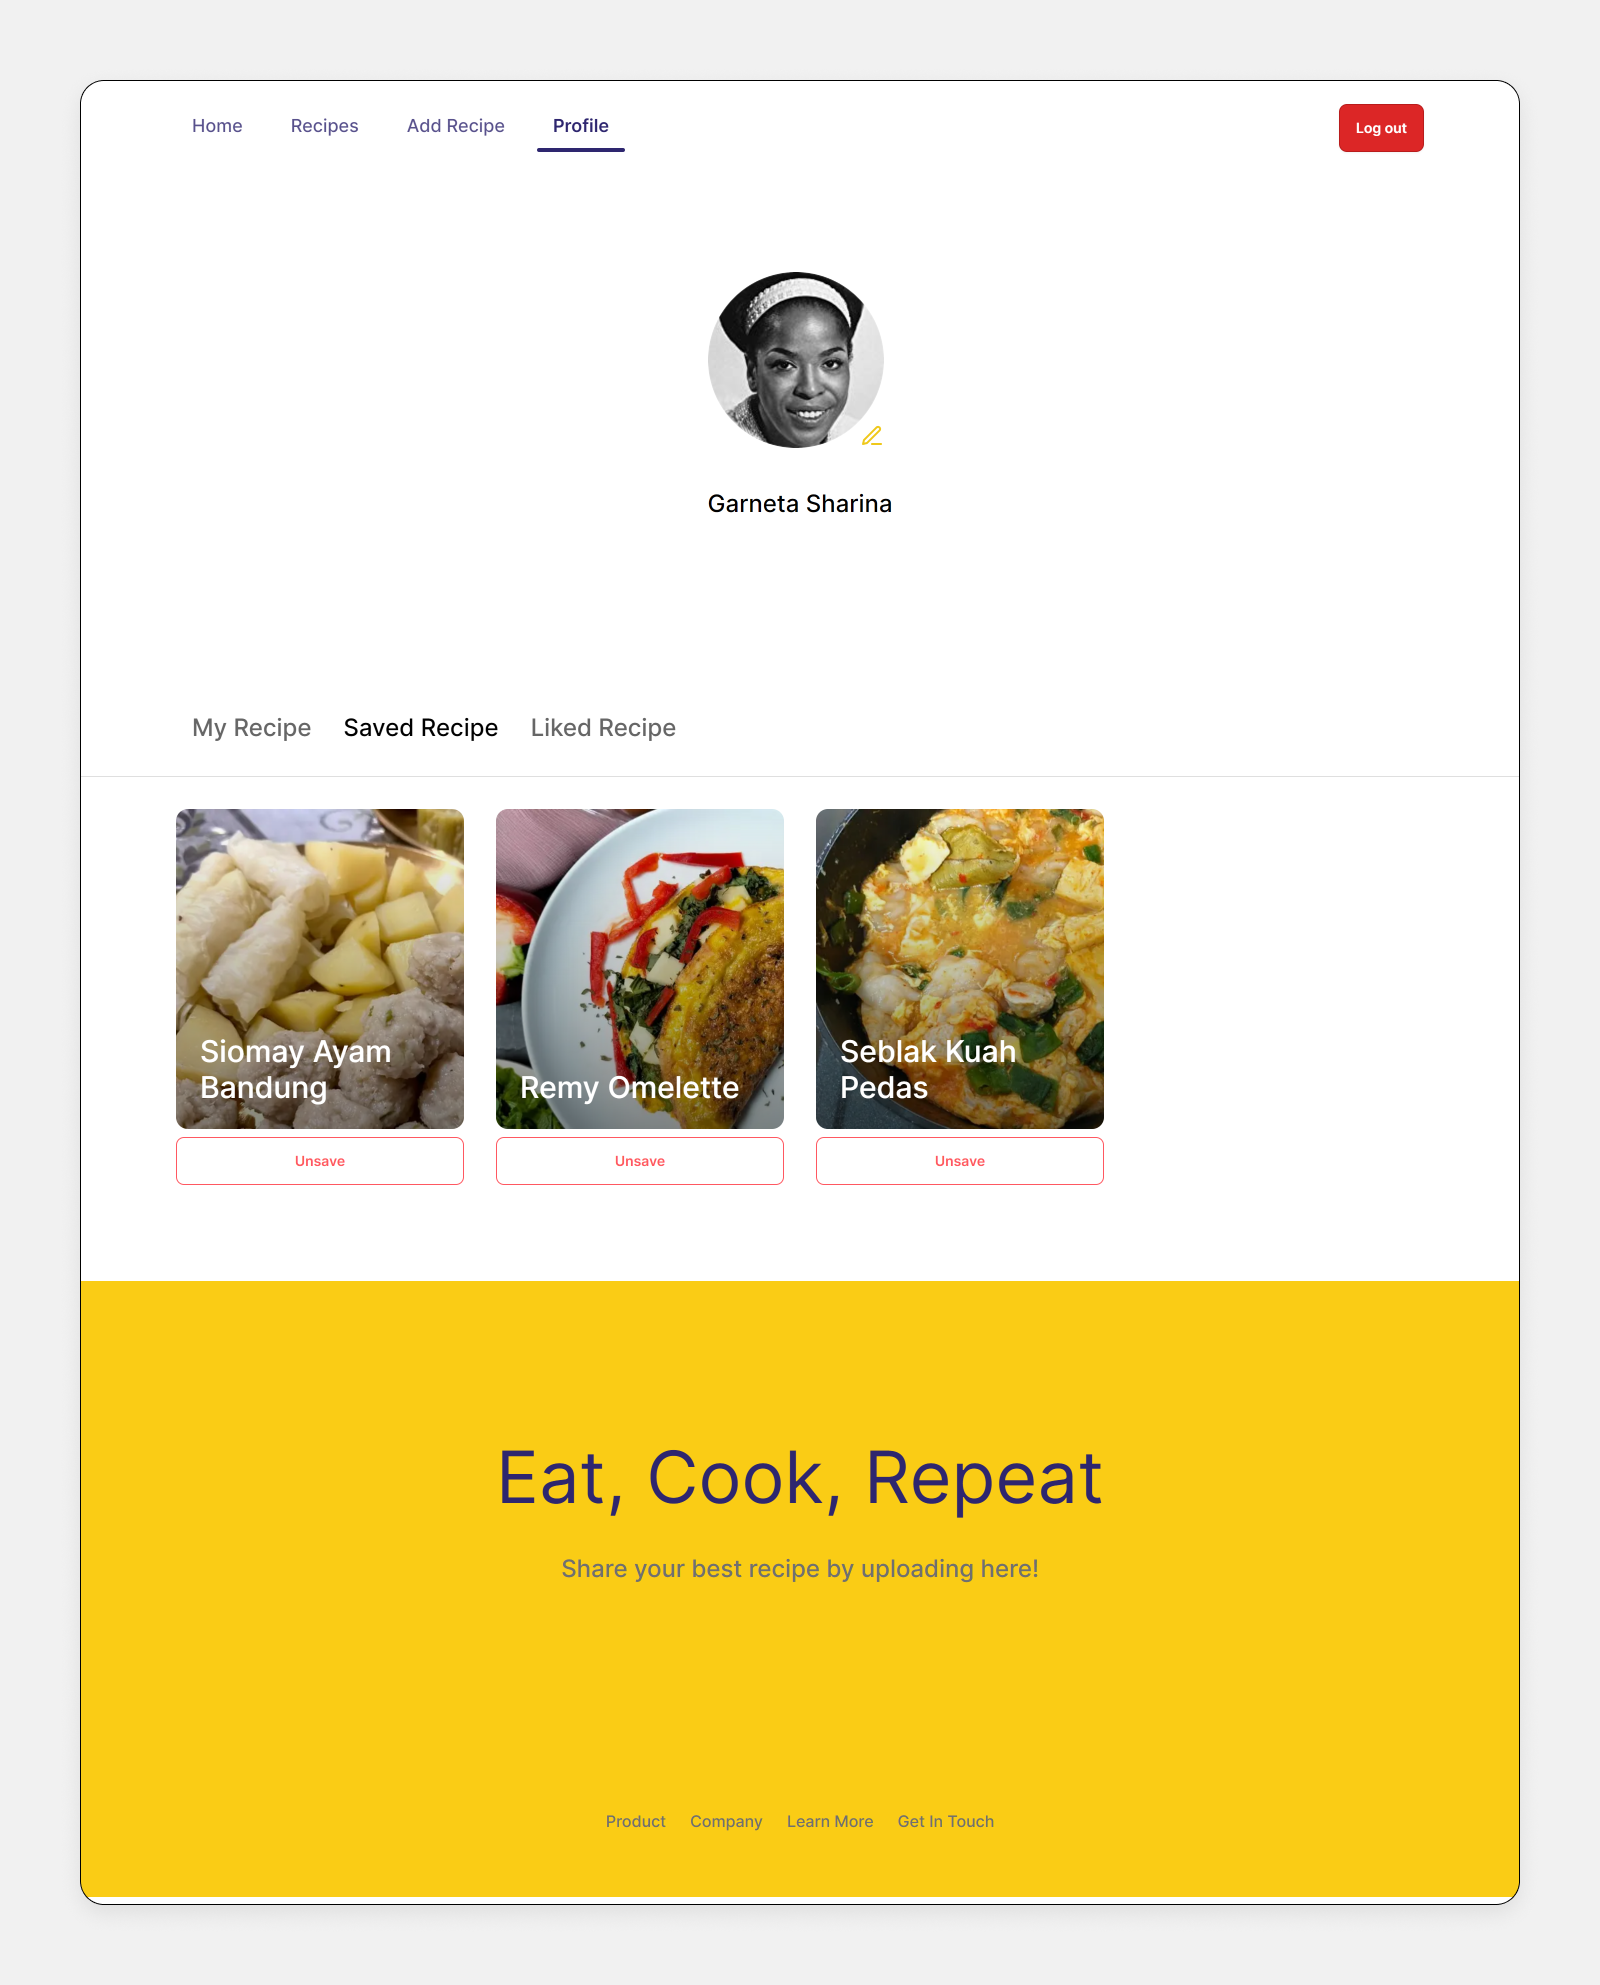 Home Recipes Add Recipe Profile Log out
Garneta Sharina
My Recipe Saved Recipe Liked Recipe
Siomay Ayam
Bandung
Remy Omelette
Seblak Kuah
Pedas
Unsave Unsave Unsave
Eat, Cook, Repeat
Share your best recipe by uploading here!
Product Company Learn More Get In Touch